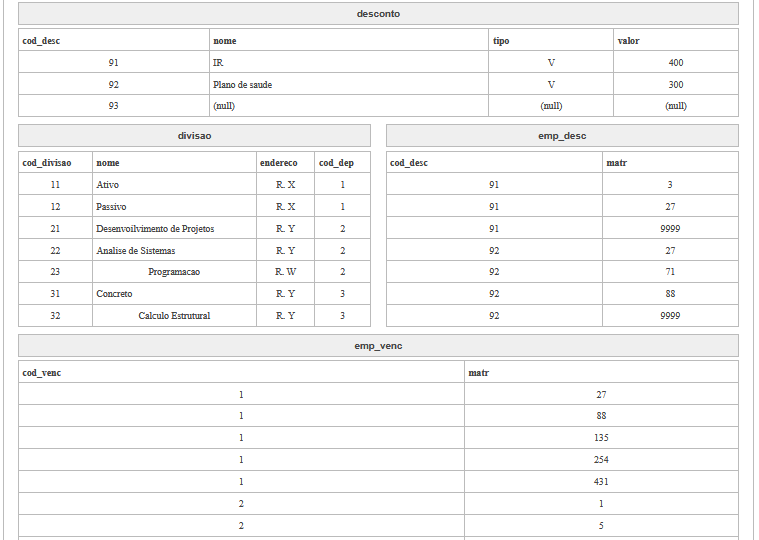 desconto
cod_desc nome tipo valor
91 IR V 400
92 Plano de saude V 300
93 (null) (null) (null)
divisao
cod_divisao nome endereco cod_dep
11 Ativo R. X 1
12 Passivo R. X 1
21 Desenvoilvimento de Projetos R. Y 2
22 Analise de Sistemas R. Y 2
23 Programacao R. W 2
31 Concreto R. Y 3
32 Calculo Estrutural R. Y 3
emp_desc
cod_desc matr
91 3
91 27
91 9999
92 27
92 71
92 88
92 9999
emp_venc
cod_venc matr
1 27
1 88
1 135
1 254
1 431
2 1
2 5